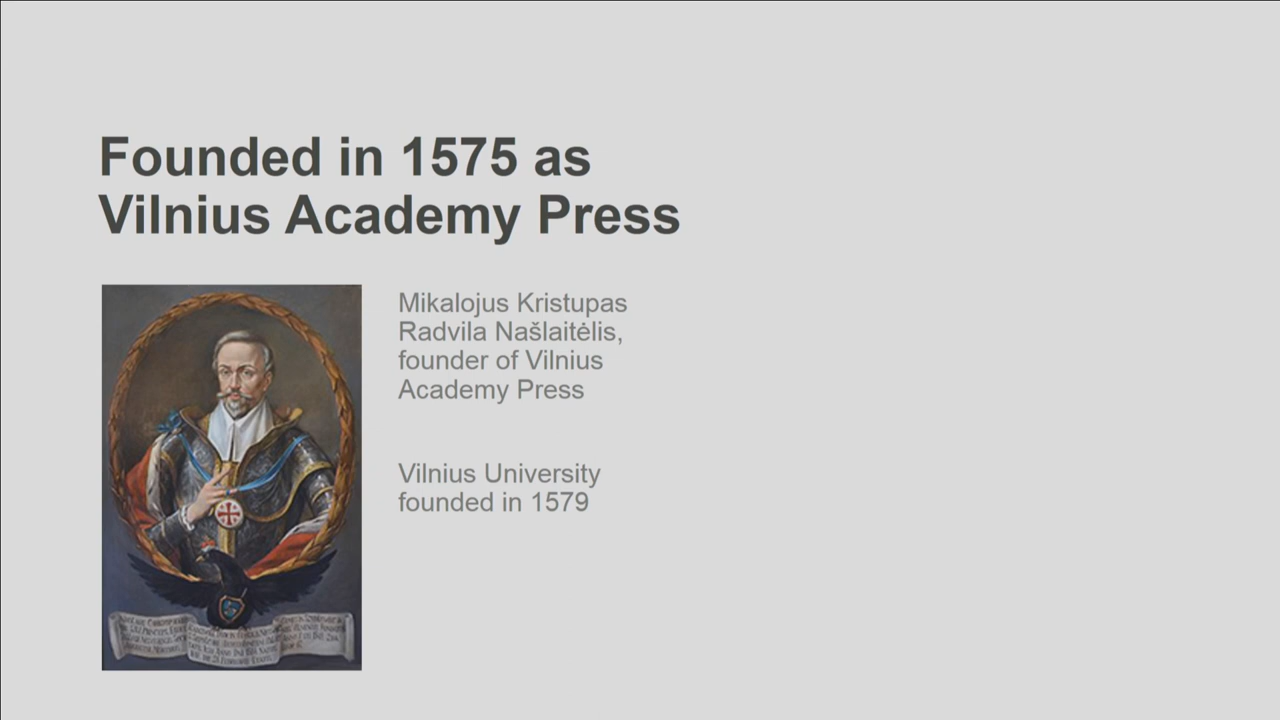 Founded in 1575 as
Vilnius Academy Press
Mikalojus Kristupas
Radvila Našlaitėlis,
founder of Vilnius
Academy Press
Vilnius University
founded in 1579